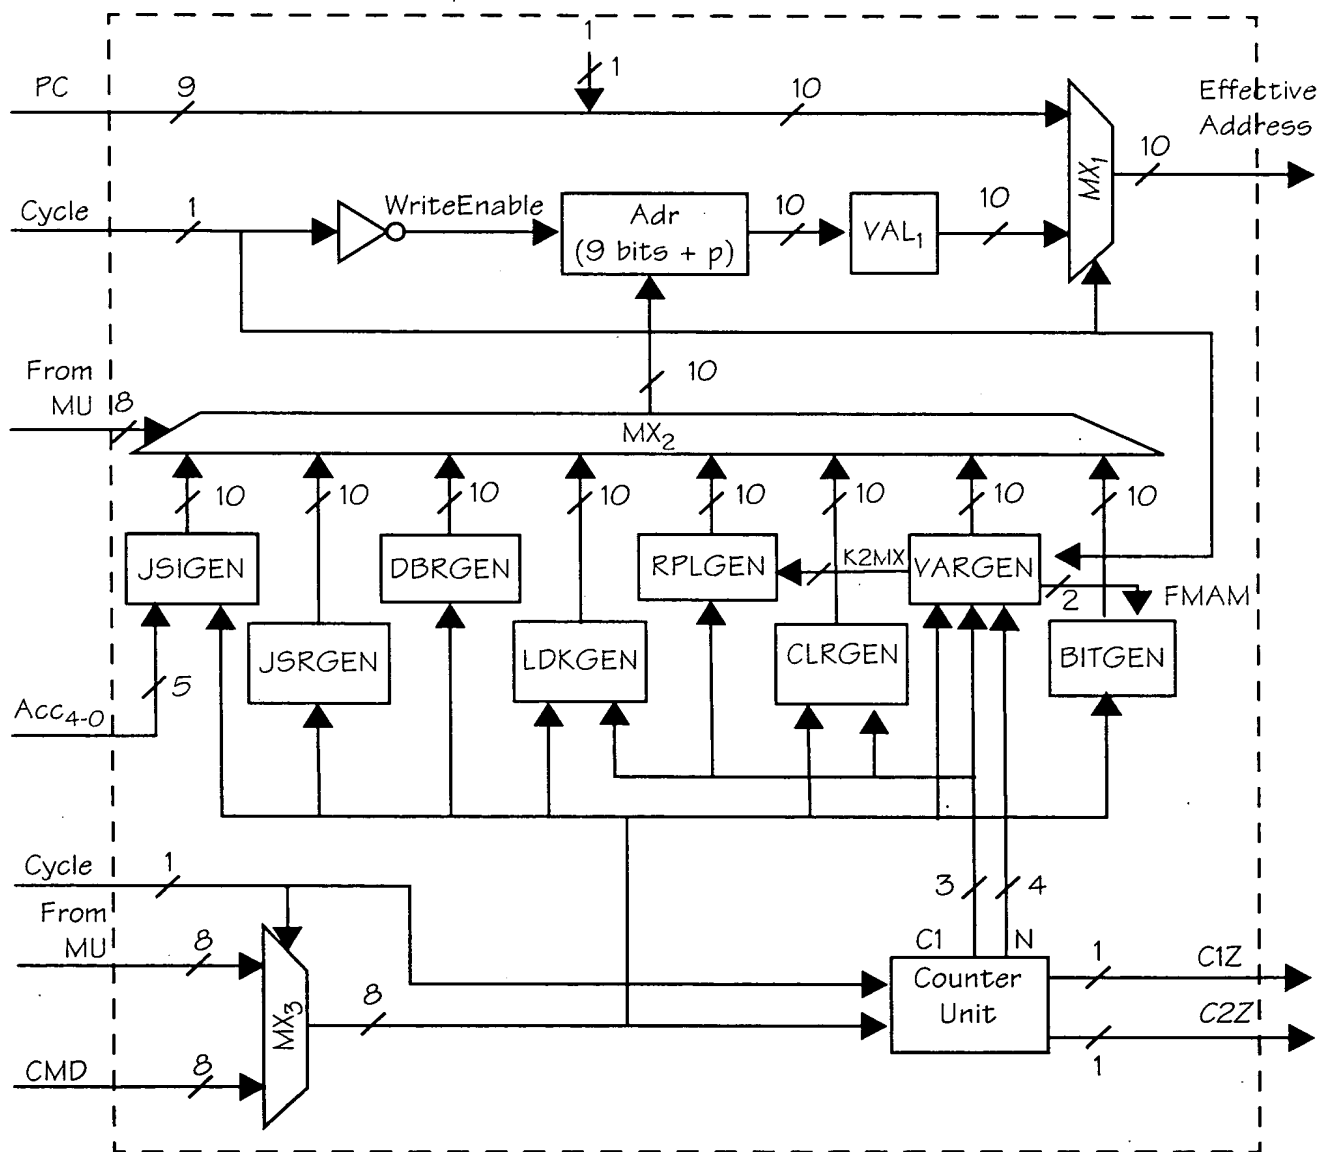 1
PC
9
1
10
Effective
Address
MX1
10
Cycle
1
WriteEnable
Adr
(9 bits + p)
10
VAL1
10
From
MU
8
10
MX2
10
10
10
10
10
10
10
10
JSIGEN
DBRGEN
RPLGEN
K2MX
VARGEN
2
FMAM
JSRGEN
LDKGEN
CLRGEN
BITGEN
5
Acc4-0
Cycle
1
From
MU
8
MX3
8
CMD
8
3
4
C1
N
Counter
Unit
1
C1Z
C2Z
1